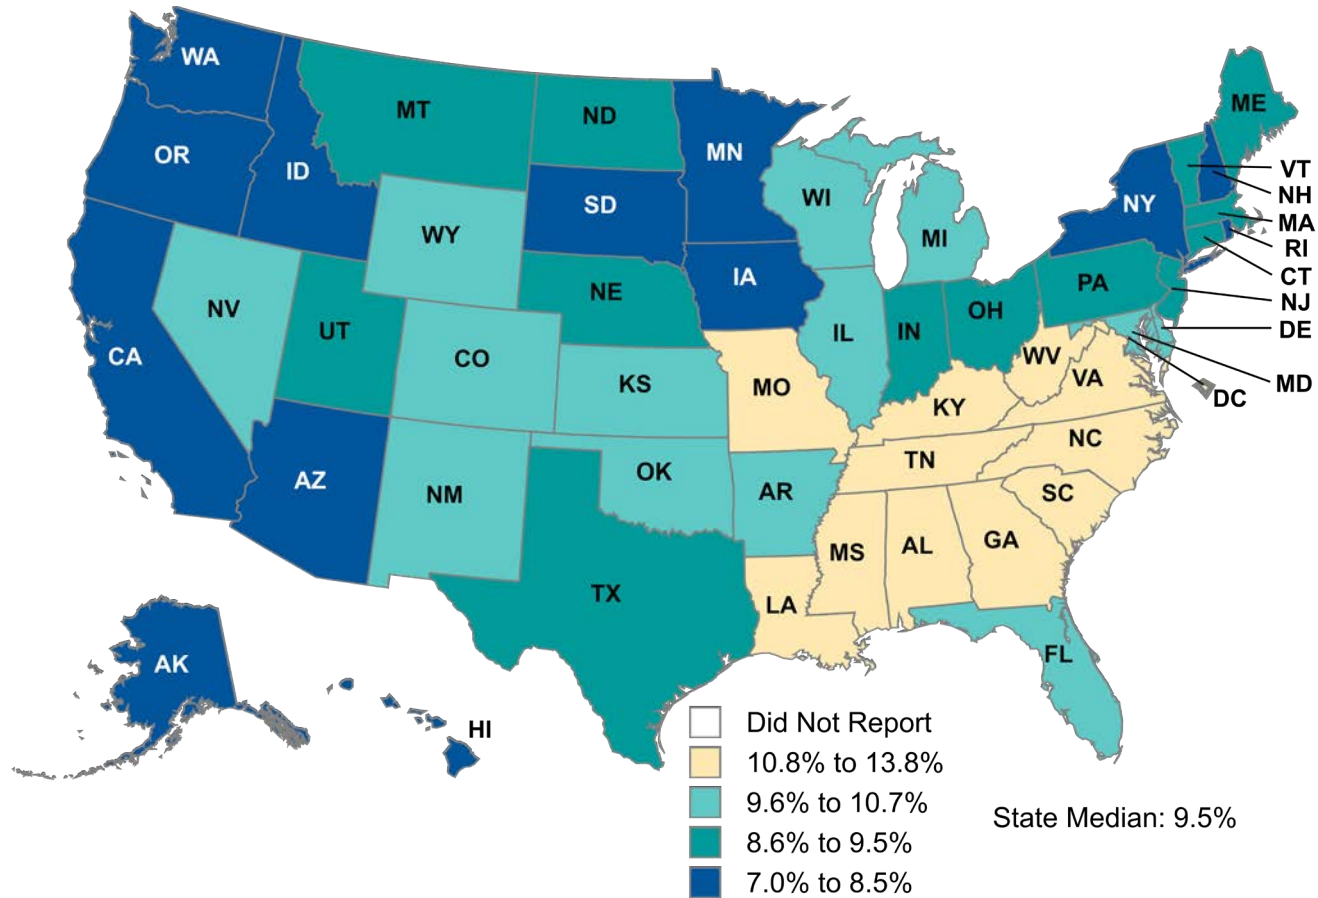 WA
MT
ND
ME
OR
ID
MN
VT
SD
WI
NH
NY
WY
MI
MA
RI
IA
CT
NE
PA
NV
OH
NJ
UT
IL
IN
DE
CA
CO
WV
KS
MO
VA
MD
DC
KY
NC
TN
OK
AZ
NM
AR
SC
GA
AL
MS
TX
LA
FL
AK
HI
Did Not Report
10.8% to 13.8%
9.6% to 10.7%
State Median: 9.5%
8.6% to 9.5%
7.0% to 8.5%